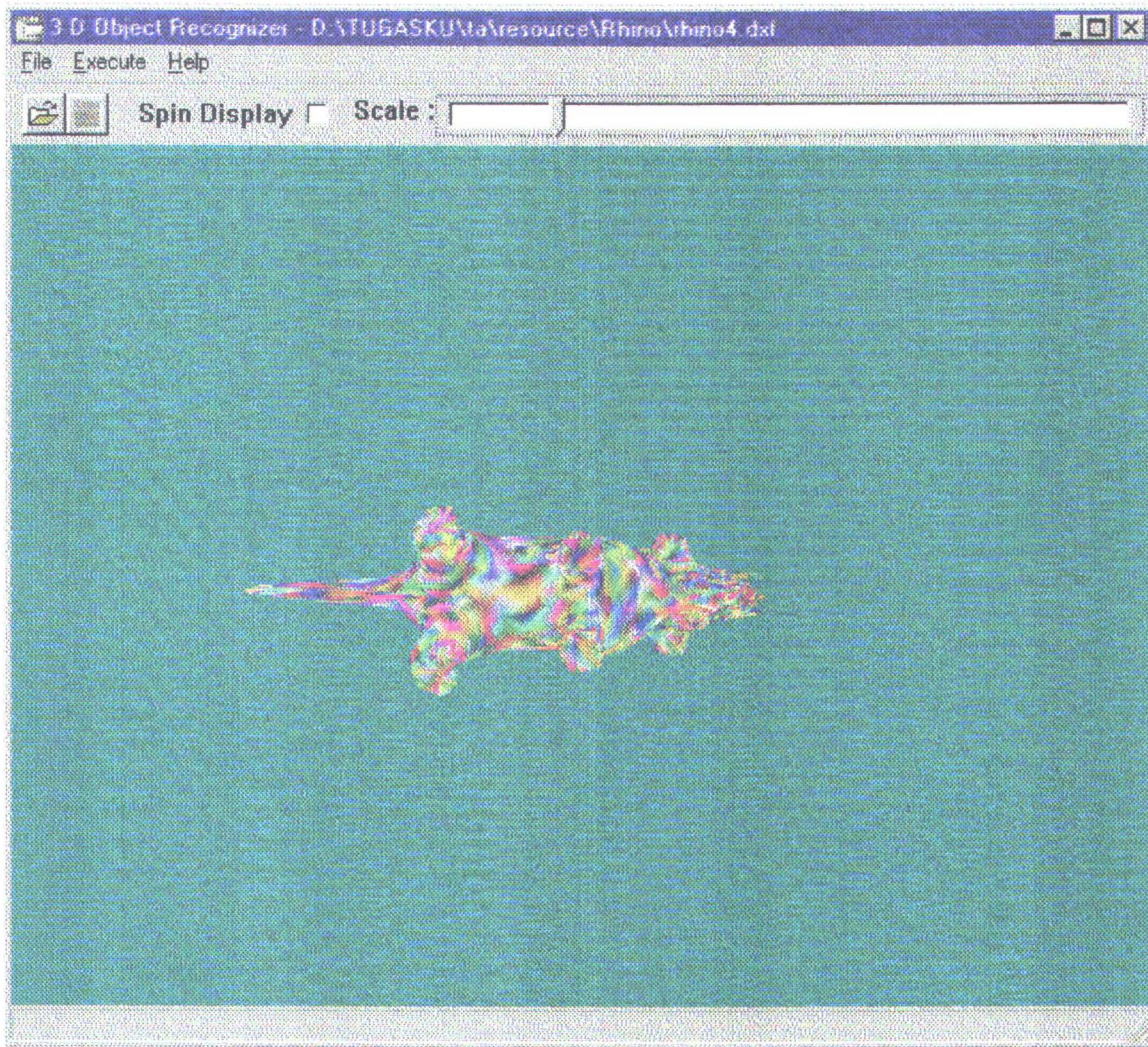 3 D Object Recognizer - D:\TUGASKU\ta\resource\Rhino\rhino4.dxf
File Execute Help
Spin Display Scale :